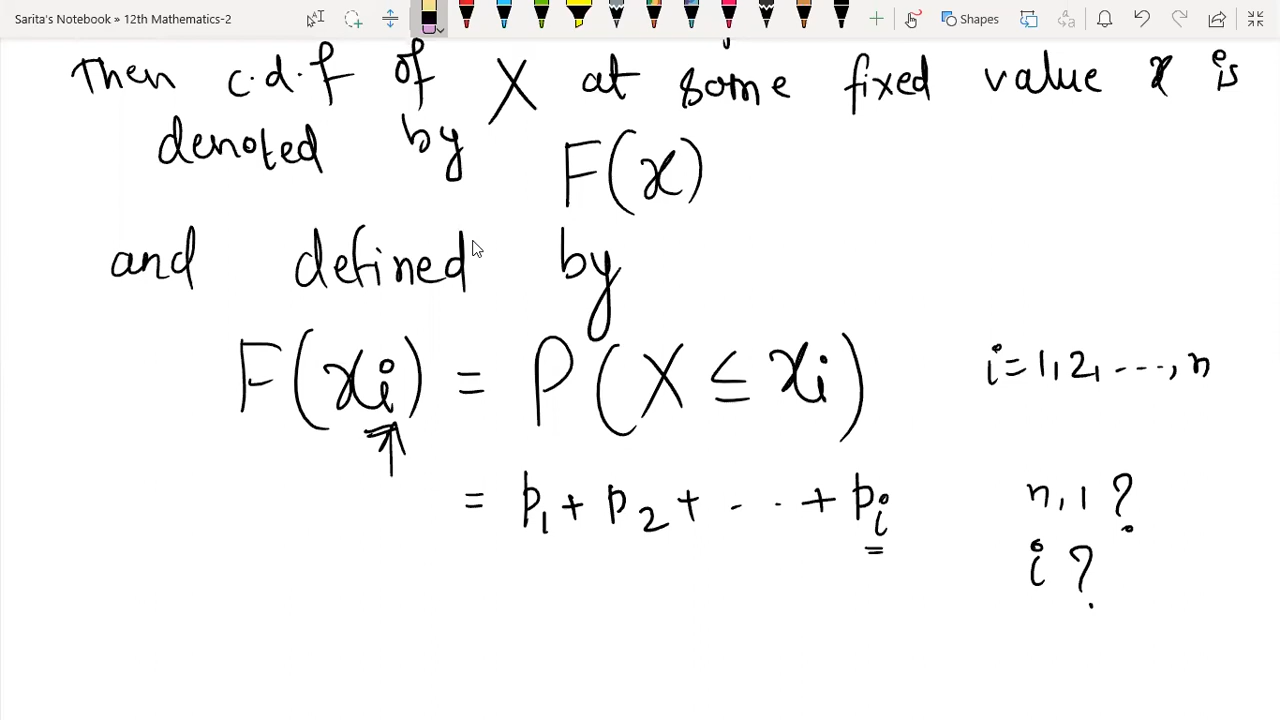 Sarita's Notebook » 12th Mathematics-2
Shapes
Then c.d.f of X at some fixed value x is
denoted by F(x)
and defined by
F(xi) = P(X ≤ xi) i=1,2,...,n
= p1 + p2 + ... + pi n,1?
i?